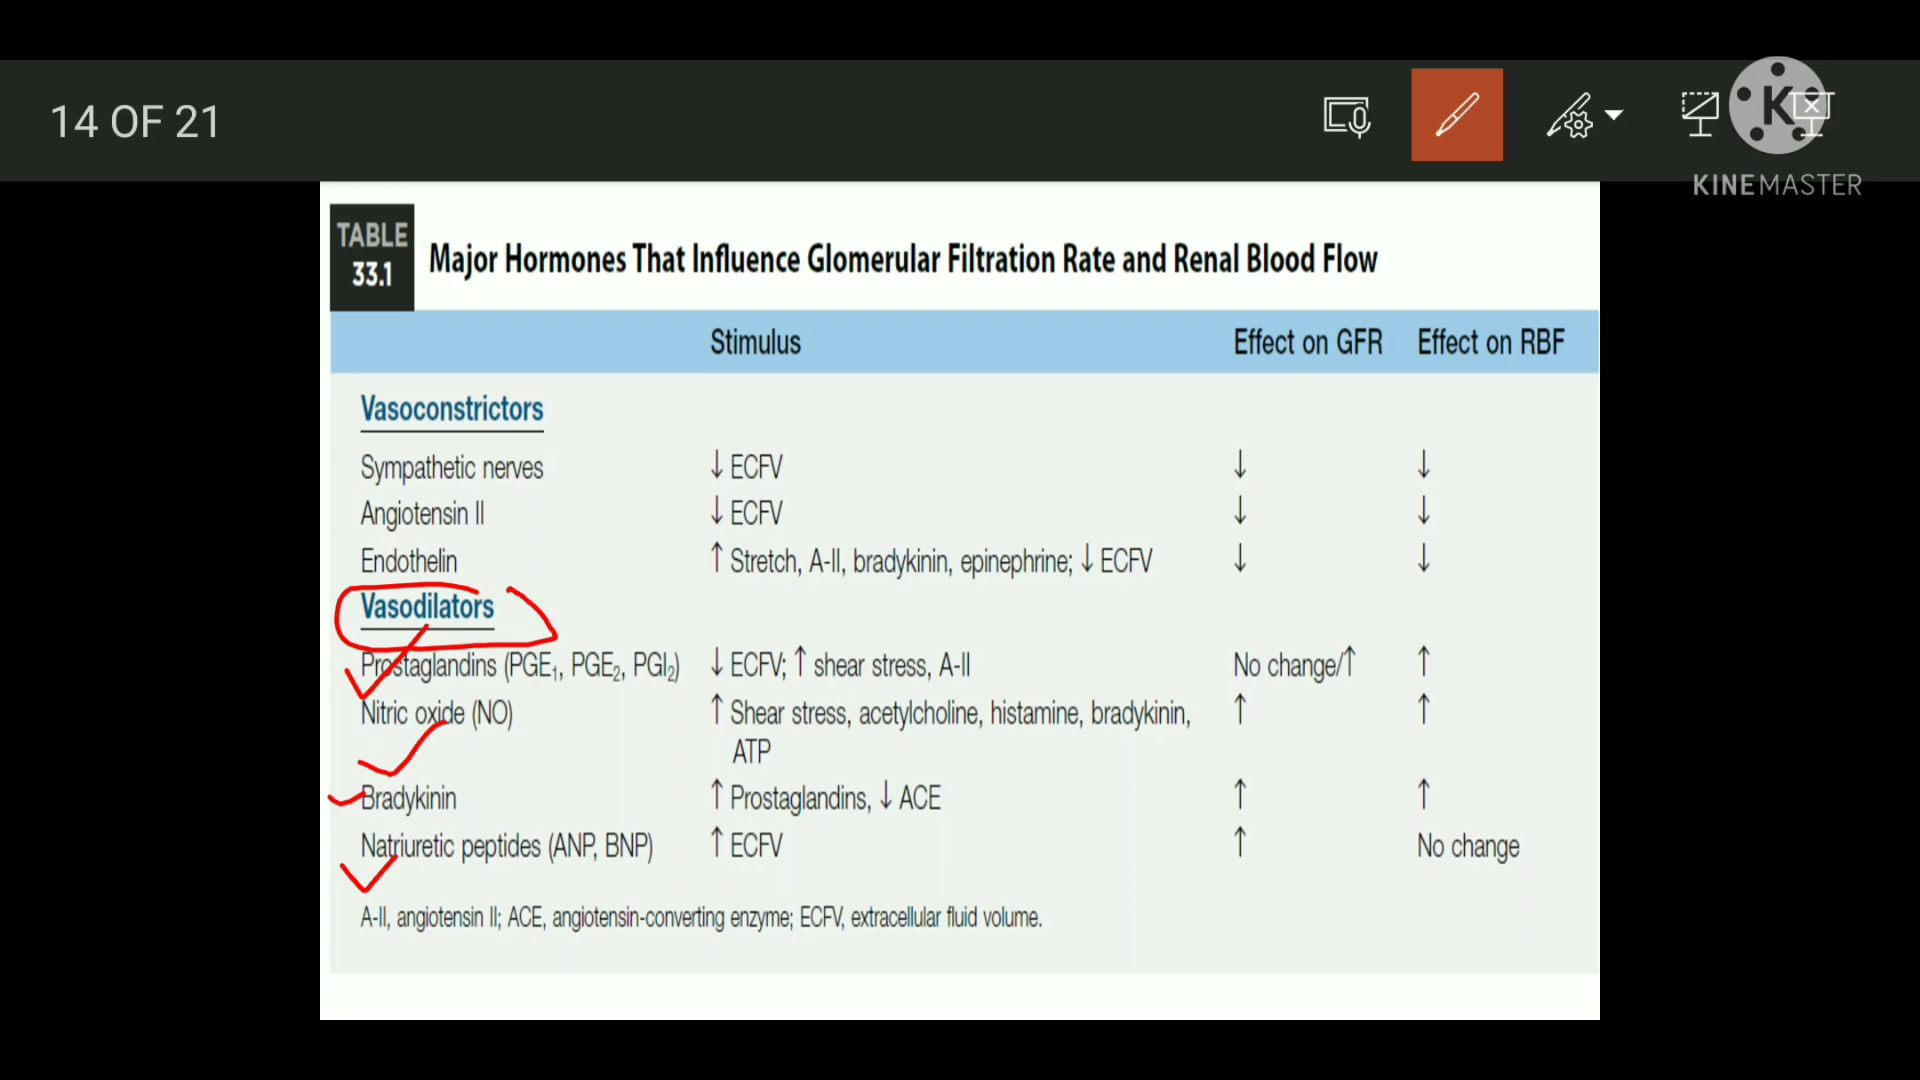 14 OF 21
KINEMASTER
TABLE 33.1 Major Hormones That Influence Glomerular Filtration Rate and Renal Blood Flow
Stimulus Effect on GFR Effect on RBF
Vasoconstrictors
Sympathetic nerves ↓ ECFV ↓ ↓
Angiotensin II ↓ ECFV ↓ ↓
Endothelin ↑ Stretch, A-II, bradykinin, epinephrine; ↓ ECFV ↓ ↓
Vasodilators
Prostaglandins (PGE₁, PGE₂, PGI₂) ↓ ECFV; ↑ shear stress, A-II No change/↑ ↑
Nitric oxide (NO) ↑ Shear stress, acetylcholine, histamine, bradykinin, ↑ ↑
ATP
Bradykinin ↑ Prostaglandins, ↓ ACE ↑ ↑
Natriuretic peptides (ANP, BNP) ↑ ECFV ↑ No change
A-II, angiotensin II; ACE, angiotensin-converting enzyme; ECFV, extracellular fluid volume.